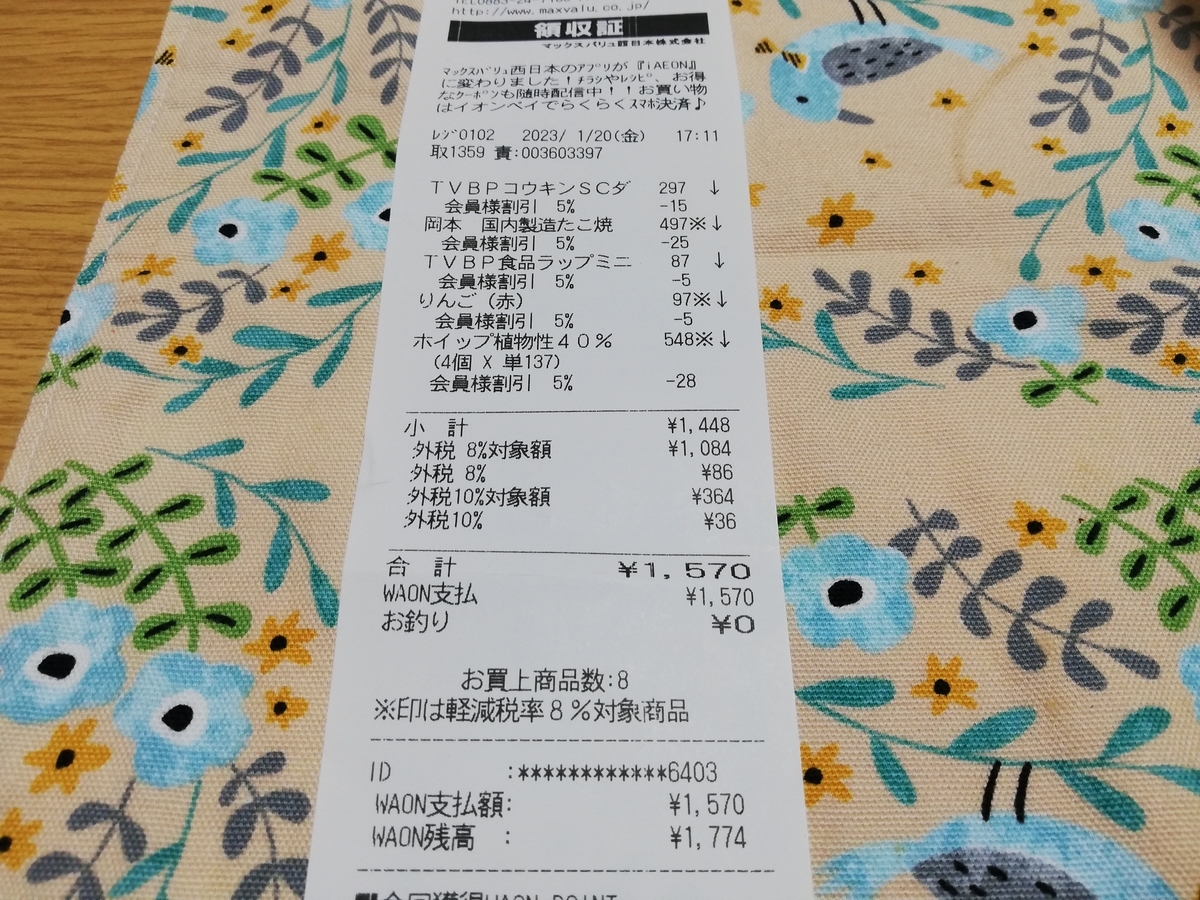 http://www.maxvalu.co.jp/
領収証
マックスバリュ西日本株式会社
ﾏｯｸｽﾊﾞﾘｭ西日本のｱﾌﾟﾘが『iAEON』
に変わりました！ﾁﾗｼやﾚｼﾋﾟ、お得
なｸｰﾎﾟﾝも随時配信中！！お買い物
はイオンペイでらくらくｽﾏﾎ決済♪
ﾚｼﾞ0102 2023/ 1/20(金) 17:11
取1359 責:003603397
ＴＶＢＰコウキンＳＣダ 297 ↓
会員様割引 5% -15
岡本 国内製造たこ焼 497※↓
会員様割引 5% -25
ＴＶＢＰ食品ラップミニ 87 ↓
会員様割引 5% -5
りんご（赤） 97※↓
会員様割引 5% -5
ホイップ植物性４０％ 548※↓
(4個 X 単137)
会員様割引 5% -28
小 計 ¥1,448
外税 8%対象額 ¥1,084
外税 8% ¥86
外税10%対象額 ¥364
外税10% ¥36
合 計 ¥1,570
WAON支払 ¥1,570
お釣り ¥0
お買上商品数:8
※印は軽減税率８％対象商品
ID :************6403
WAON支払額: ¥1,570
WAON残高 : ¥1,774